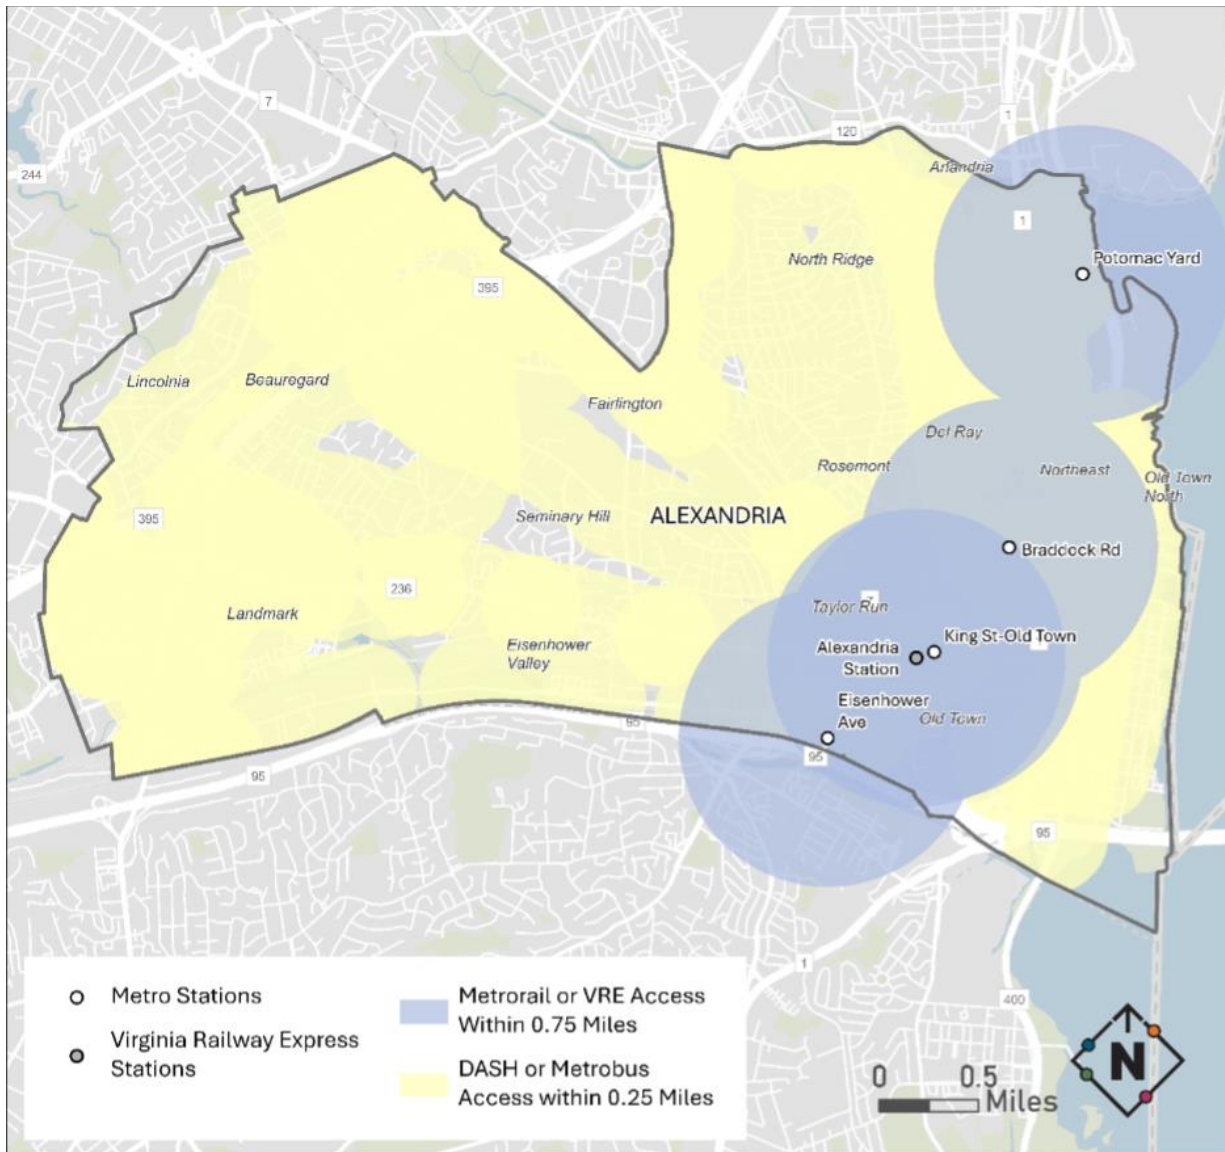 7
120
1
244
Arlandria
1
North Ridge
Potomac Yard
395
Lincolnia
Beauregard
Fairlington
Del Ray
Rosemont
Northeast
Old Town
North
395
Seminary Hill
ALEXANDRIA
Braddock Rd
236
7
Landmark
Taylor Run
Eisenhower
Valley
King St-Old Town
Alexandria
Station
Eisenhower
Ave
Old Town
95
95
95
95
1
400
Metro Stations
Virginia Railway Express
Stations
Metrorail or VRE Access
Within 0.75 Miles
DASH or Metrobus
Access within 0.25 Miles
0 0.5
Miles
N